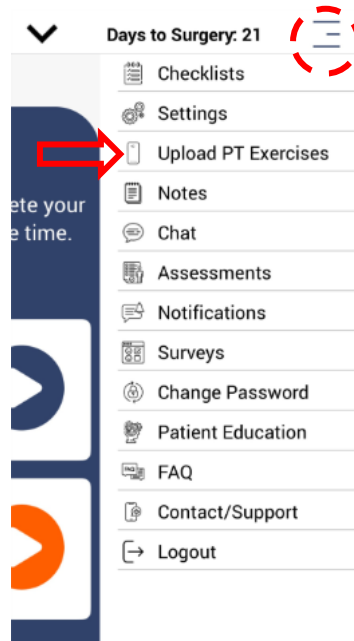 Days to Surgery: 21
Checklists
Settings
Upload PT Exercises
ete your
Notes
e time.
Chat
Assessments
Notifications
Surveys
Change Password
Patient Education
FAQ
Contact/Support
Logout